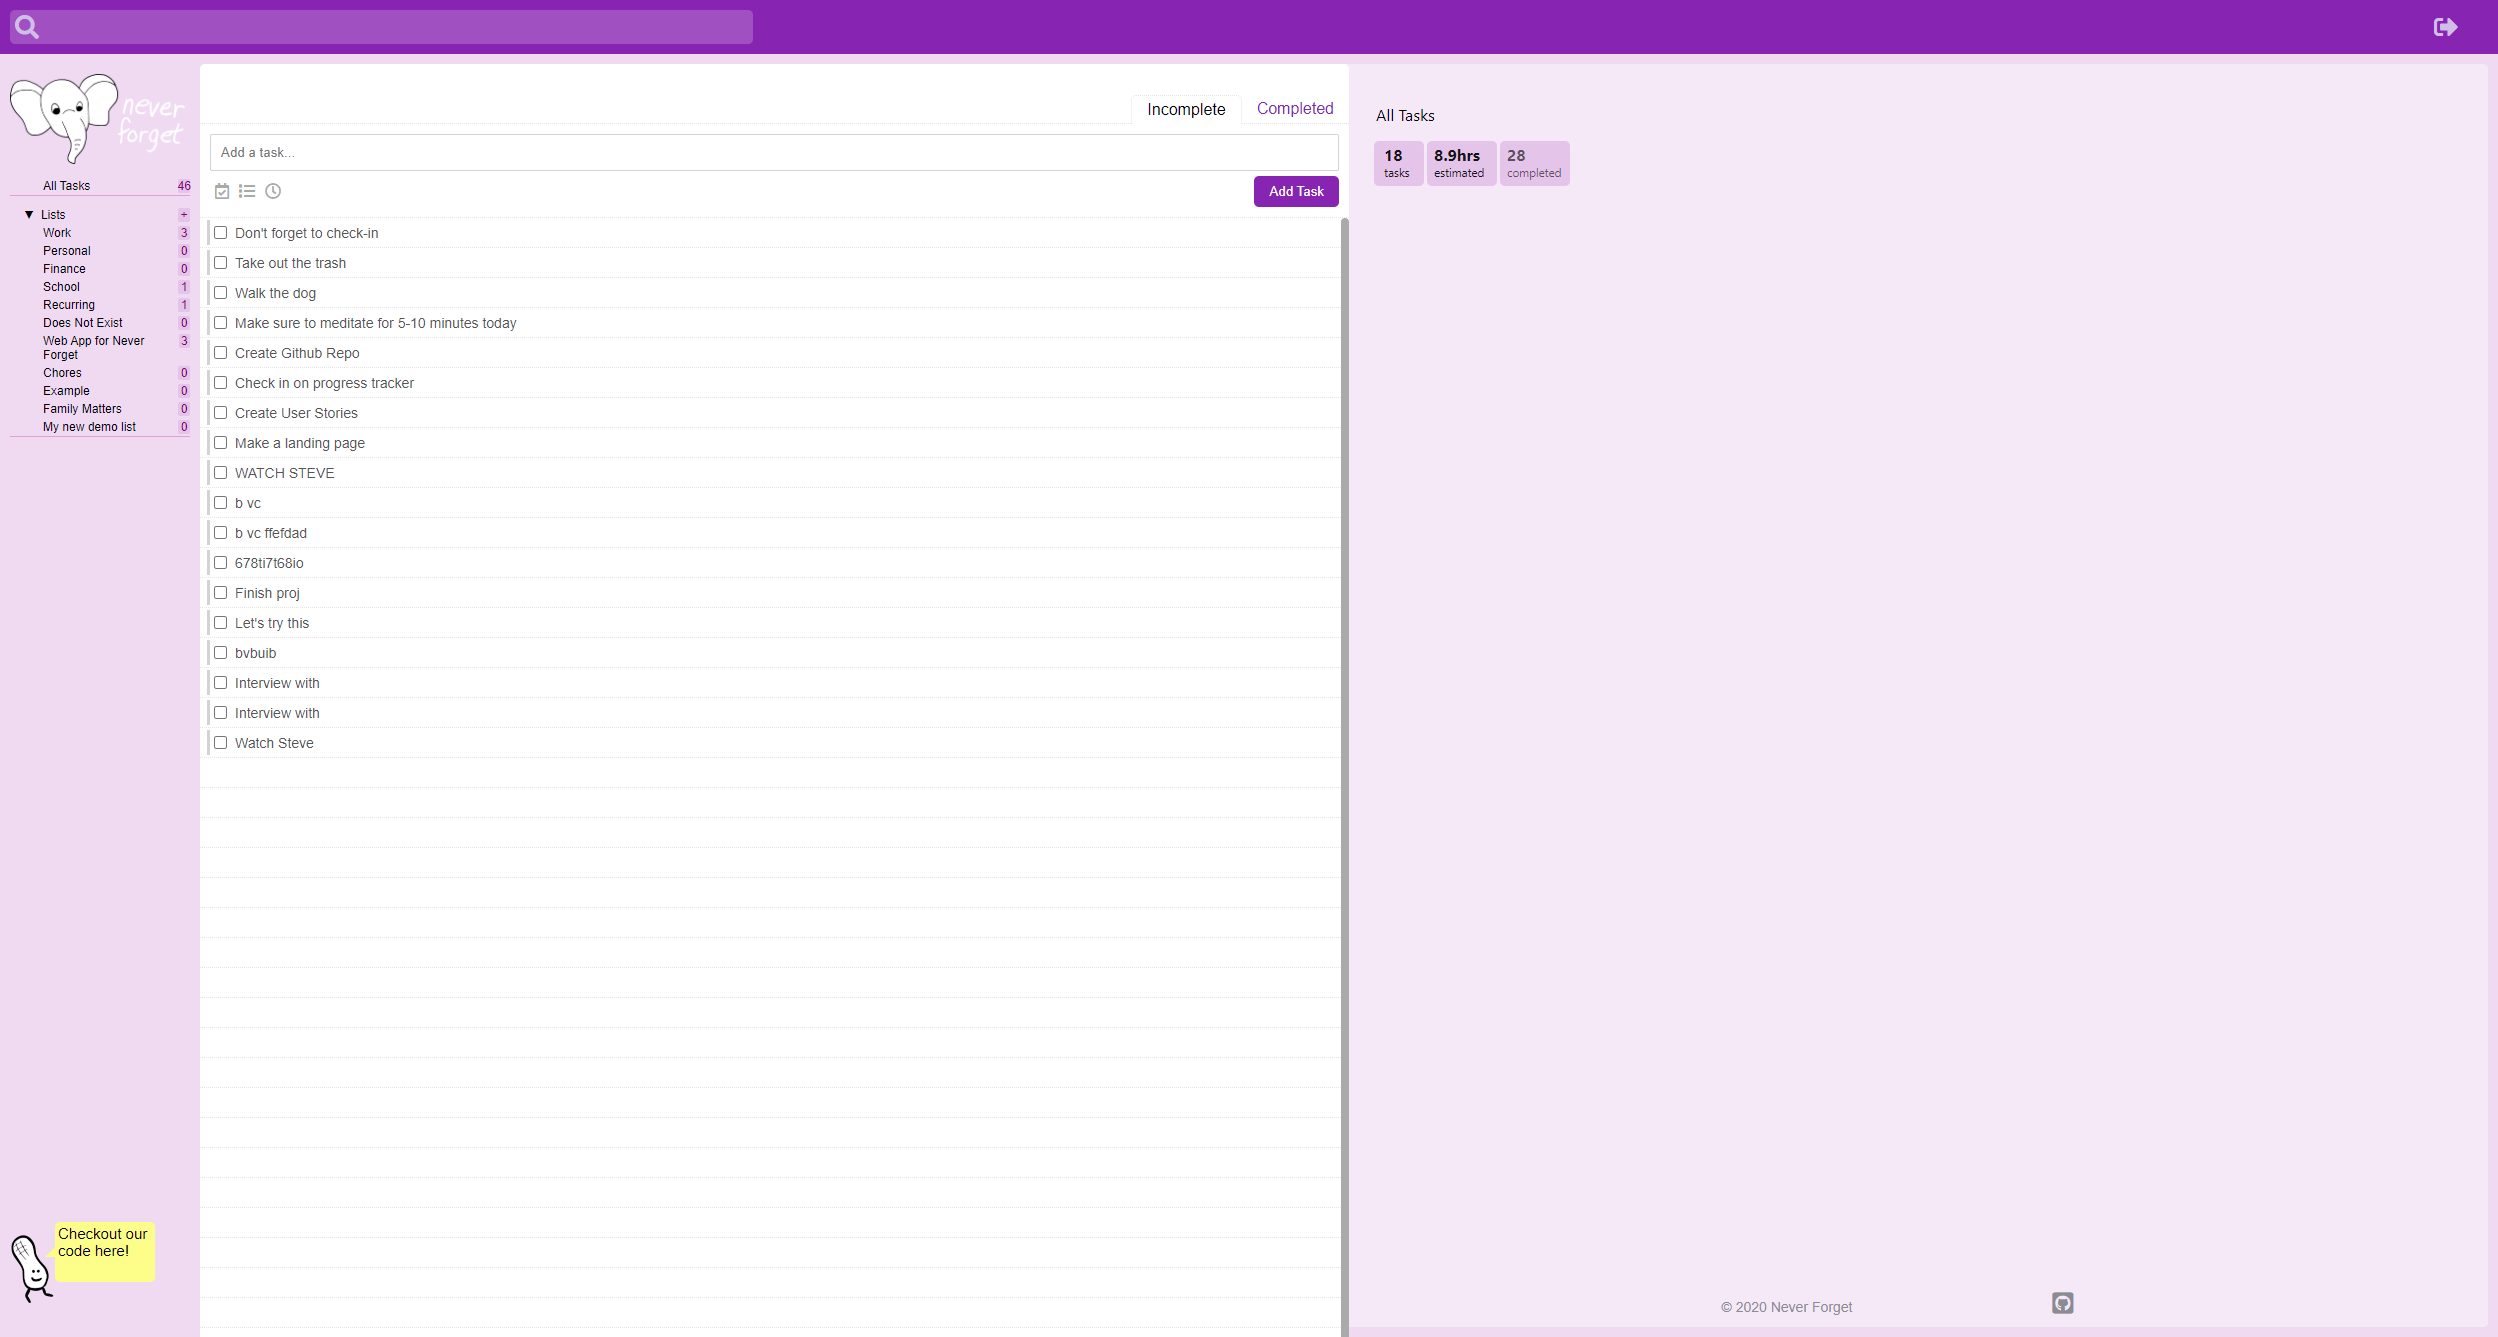 never
forget
All Tasks 46
▼ Lists +
Work 3
Personal 0
Finance 0
School 1
Recurring 1
Does Not Exist 0
Web App for Never 3
Forget
Chores 0
Example 0
Family Matters 0
My new demo list 0
Checkout our
code here!
Incomplete Completed
Add a task...
Add Task
Don't forget to check-in
Take out the trash
Walk the dog
Make sure to meditate for 5-10 minutes today
Create Github Repo
Check in on progress tracker
Create User Stories
Make a landing page
WATCH STEVE
b vc
b vc ffefdad
678ti7t68io
Finish proj
Let's try this
bvbuib
Interview with
Interview with
Watch Steve
All Tasks
18 8.9hrs 28
tasks estimated completed
© 2020 Never Forget